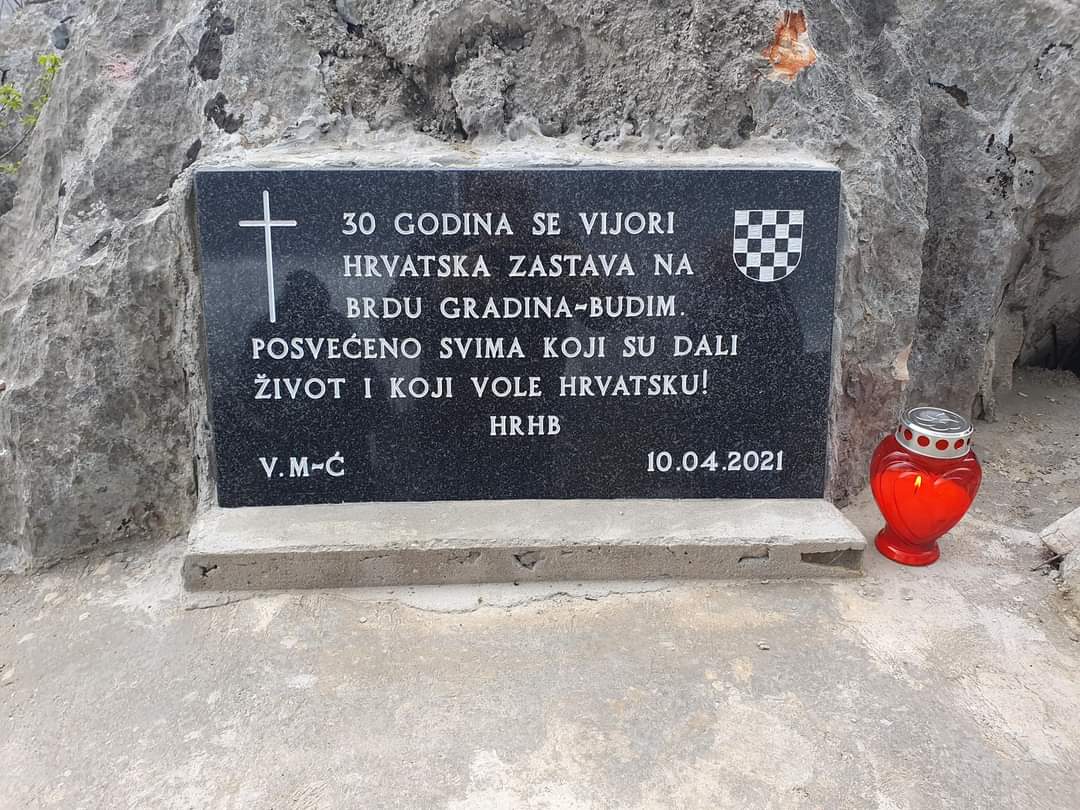 30 GODINA SE VIJORI
HRVATSKA ZASTAVA NA
BRDU GRADINA-BUDIM.
POSVEĆENO SVIMA KOJI SU DALI
ŽIVOT I KOJI VOLE HRVATSKU!
HRHB
V.M-Ć 10.04.2021